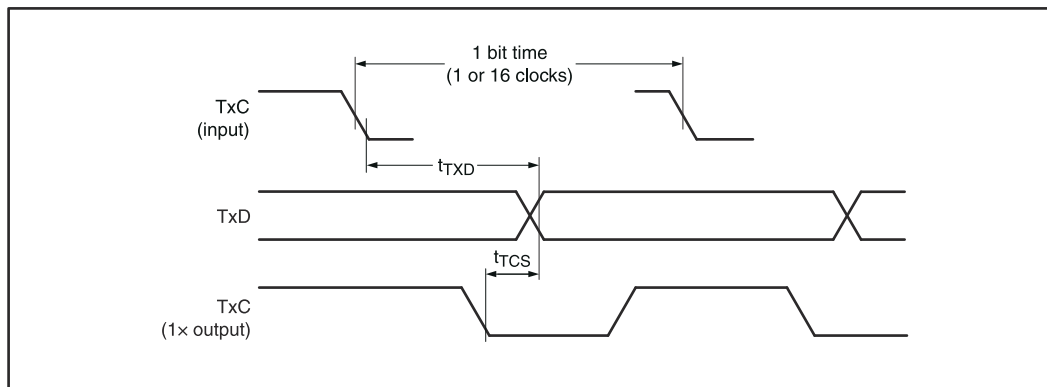 1 bit time
(1 or 16 clocks)
TxC
(input)
tTXD
TxD
tTCS
TxC
(1× output)